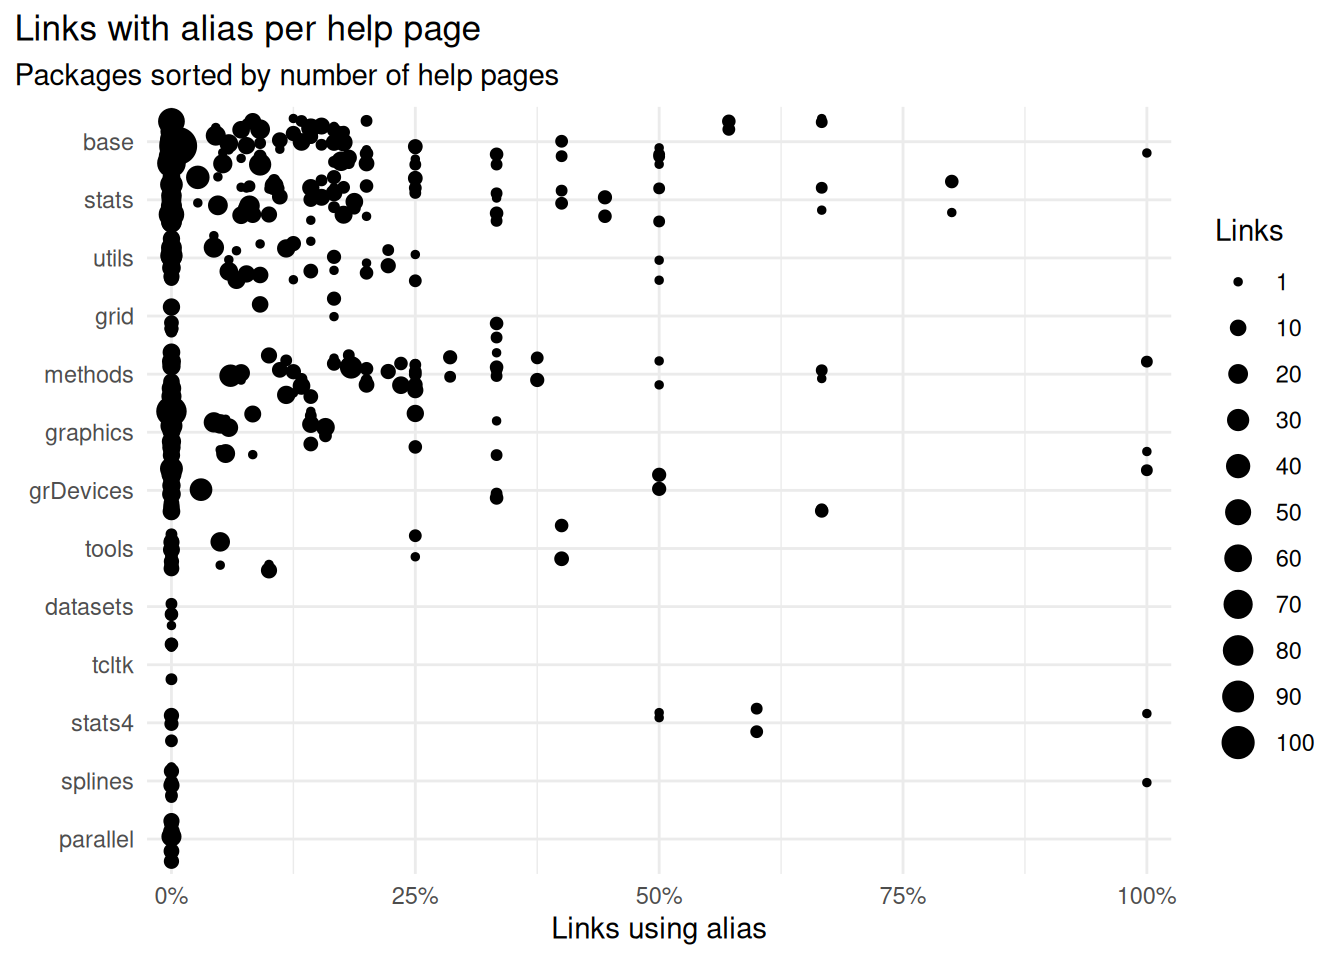 Links with alias per help page
Packages sorted by number of help pages
base
stats
utils
grid
methods
graphics
grDevices
tools
datasets
tcltk
stats4
splines
parallel
0%
25%
50%
75%
100%
Links using alias
Links
1
10
20
30
40
50
60
70
80
90
100